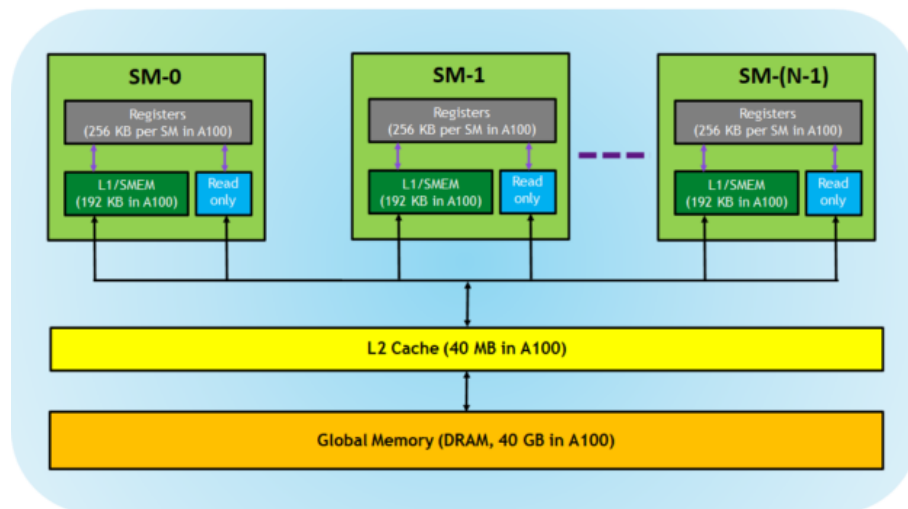 SM-0
SM-1
SM-(N-1)
Registers
(256 KB per SM in A100)
Registers
(256 KB per SM in A100)
Registers
(256 KB per SM in A100)
L1/SMEM
(192 KB in A100)
Read
only
L1/SMEM
(192 KB in A100)
Read
only
L1/SMEM
(192 KB in A100)
Read
only
L2 Cache (40 MB in A100)
Global Memory (DRAM, 40 GB in A100)